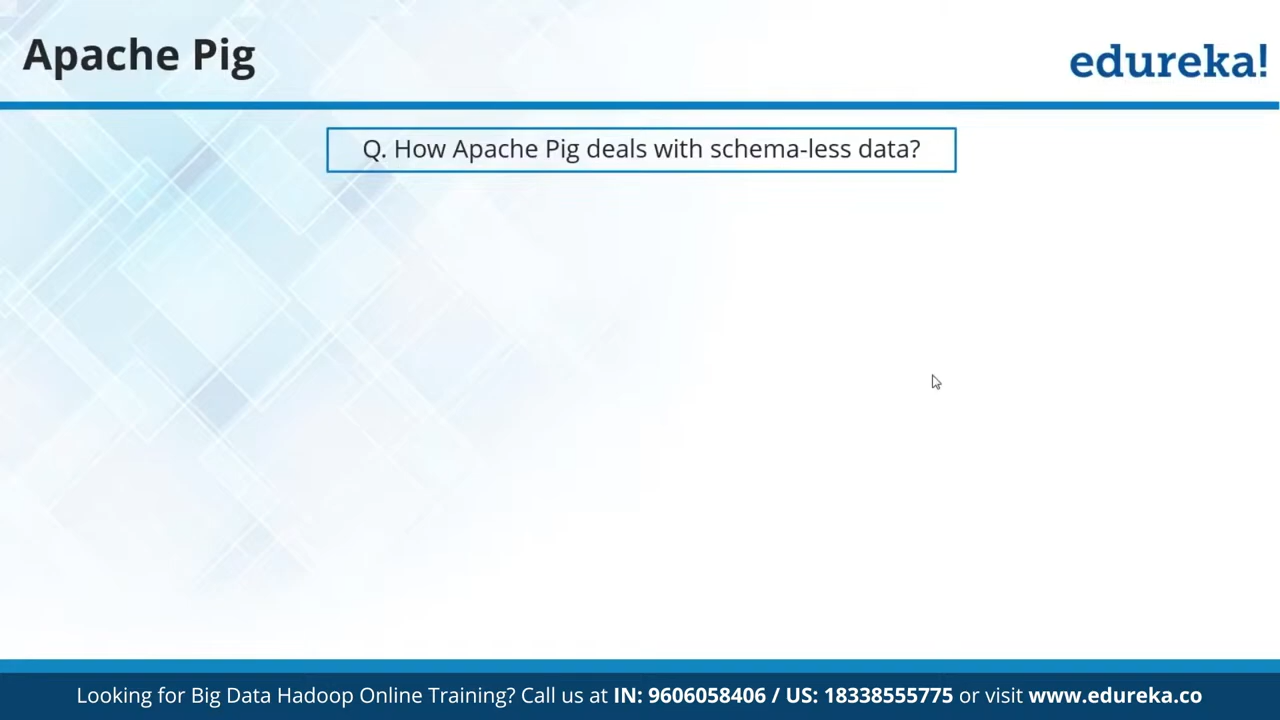 Apache Pig
edureka!
Q. How Apache Pig deals with schema-less data?
Looking for Big Data Hadoop Online Training? Call us at IN: 9606058406 / US: 18338555775 or visit www.edureka.co